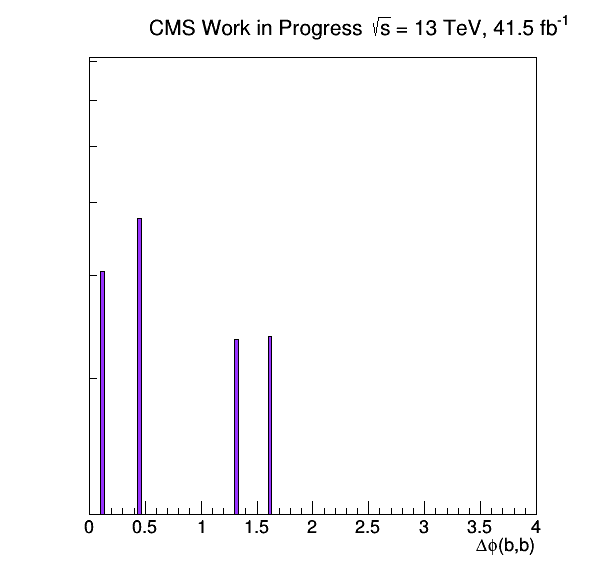 CMS Work in Progress √s = 13 TeV, 41.5 fb⁻¹
0 0.5 1 1.5 2 2.5 3 3.5 4
Δϕ(b,b)